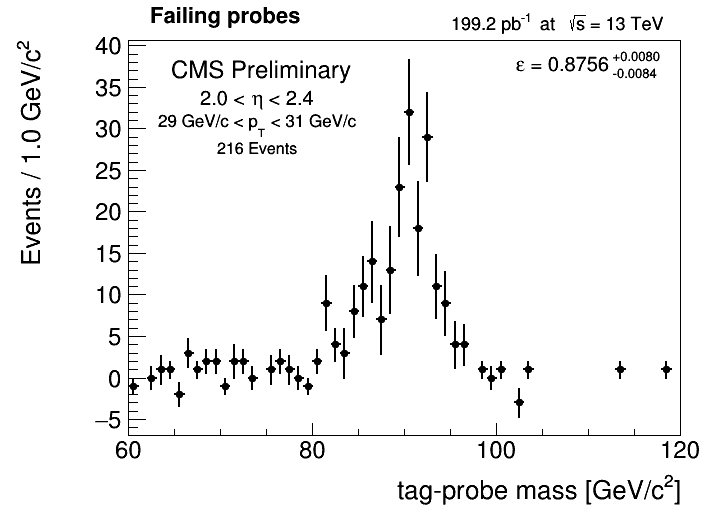 Failing probes
199.2 pb⁻¹ at √s = 13 TeV
CMS Preliminary
2.0 < η < 2.4
29 GeV/c < p_T < 31 GeV/c
216 Events
ε = 0.8756 +0.0080 -0.0084
Events / 1.0 GeV/c²
40
35
30
25
20
15
10
5
0
−5
60 80 100 120
tag-probe mass [GeV/c²]